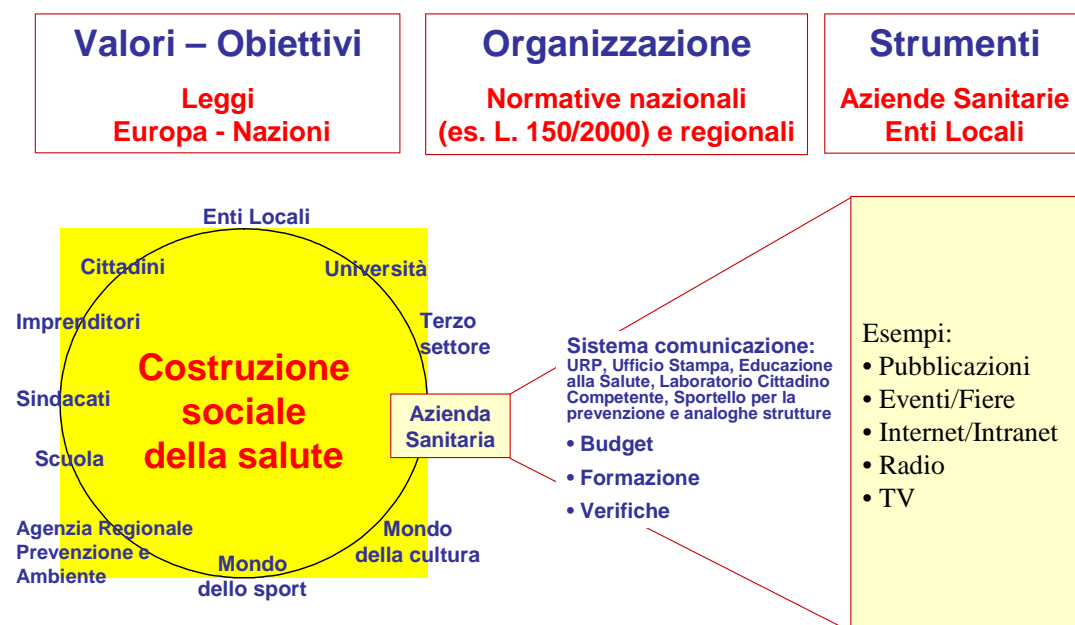 Valori – Obiettivi
Leggi
Europa - Nazioni
Organizzazione
Normative nazionali
(es. L. 150/2000) e regionali
Strumenti
Aziende Sanitarie
Enti Locali
Enti Locali
Cittadini
Università
Imprenditori
Terzo
settore
Costruzione
sociale
della salute
Sindacati
Azienda
Sanitaria
Scuola
Agenzia Regionale
Prevenzione e
Ambiente
Mondo
dello sport
Mondo
della cultura
Sistema comunicazione:
URP, Ufficio Stampa, Educazione
alla Salute, Laboratorio Cittadino
Competente, Sportello per la
prevenzione e analoghe strutture
• Budget
• Formazione
• Verifiche
Esempi:
• Pubblicazioni
• Eventi/Fiere
• Internet/Intranet
• Radio
• TV